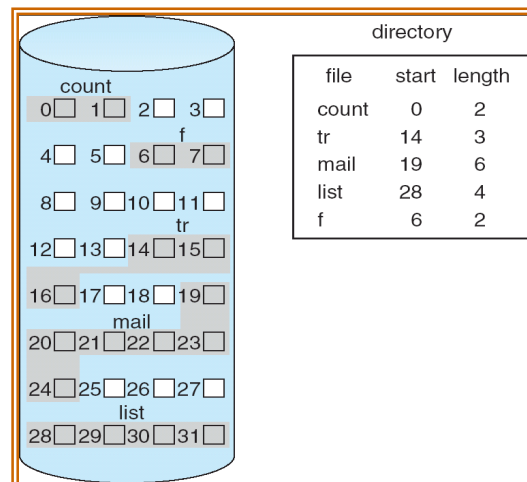 count
0 1 2 3
f
4 5 6 7
8 9 10 11
tr
12 13 14 15
16 17 18 19
mail
20 21 22 23
24 25 26 27
list
28 29 30 31
directory
file start length
count 0 2
tr 14 3
mail 19 6
list 28 4
f 6 2